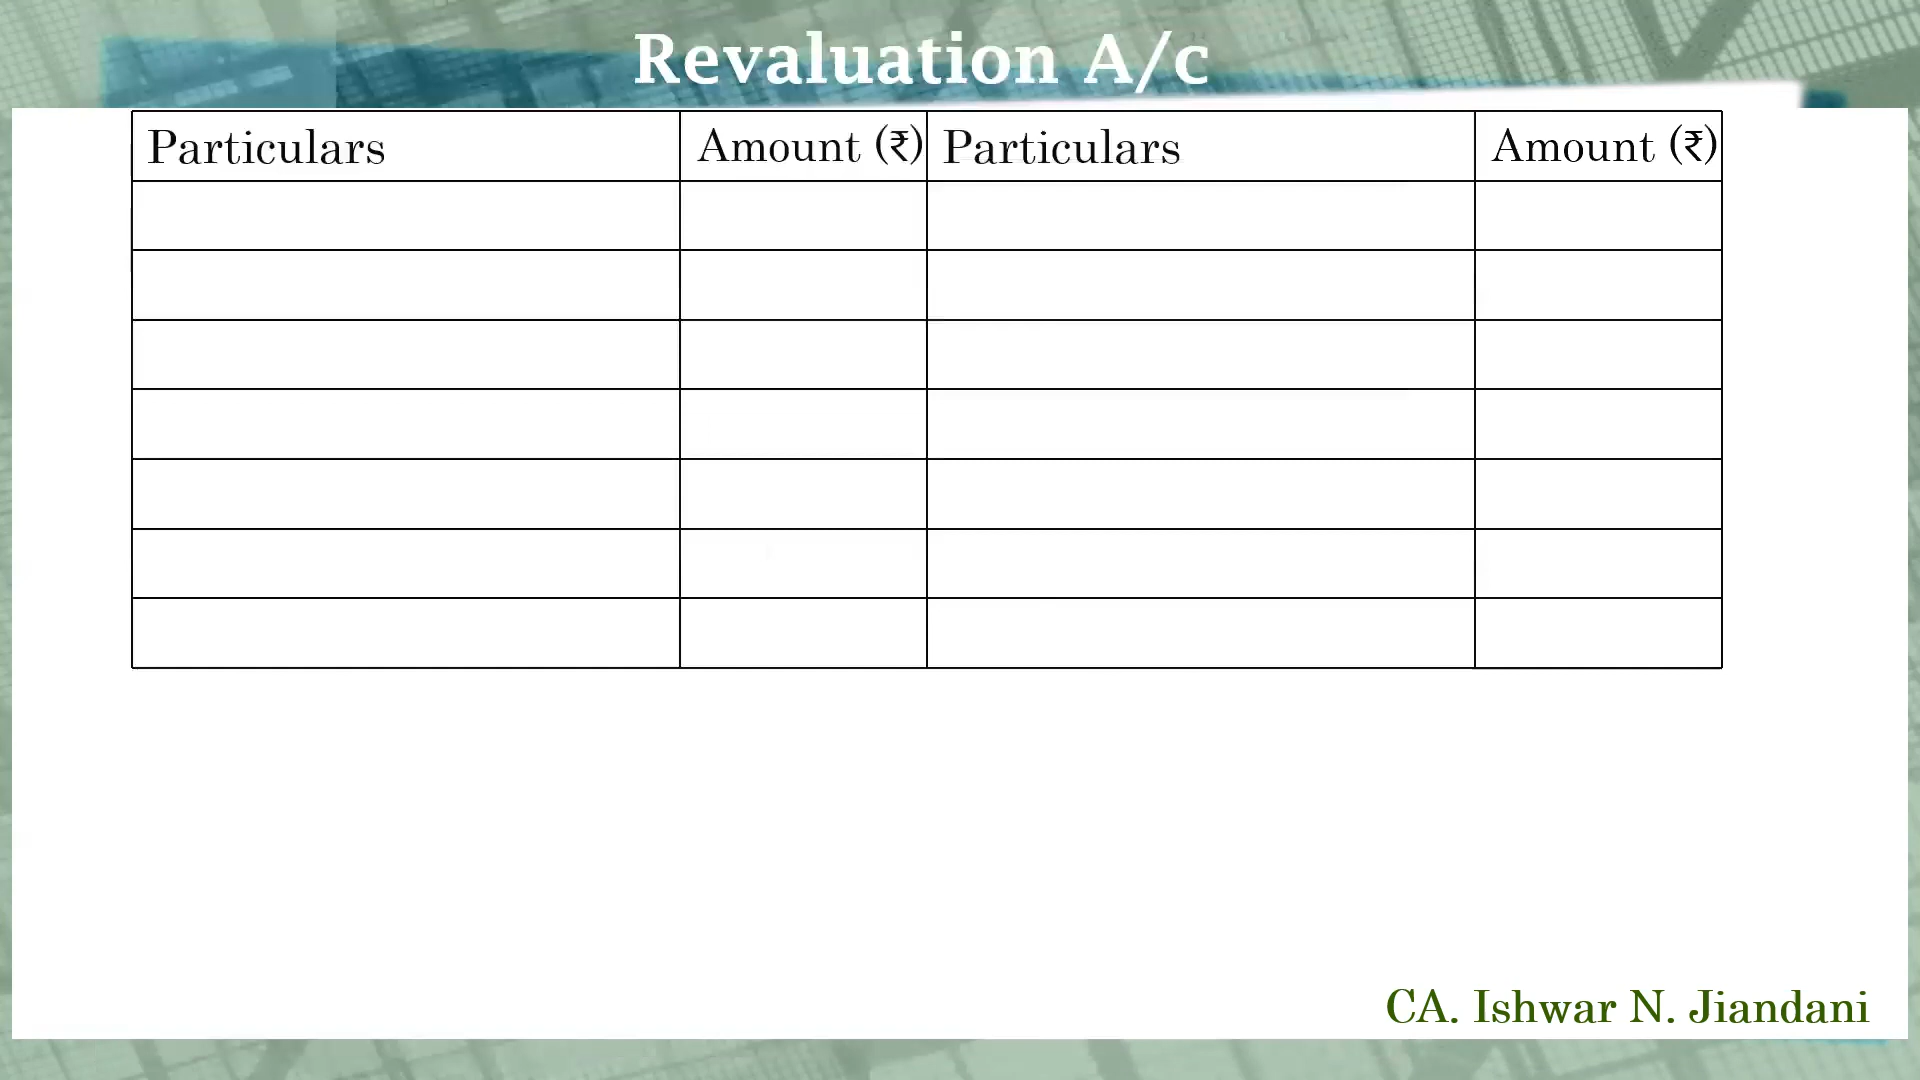 Revaluation A/c
Particulars Amount (₹) Particulars Amount (₹)
CA. Ishwar N. Jiandani